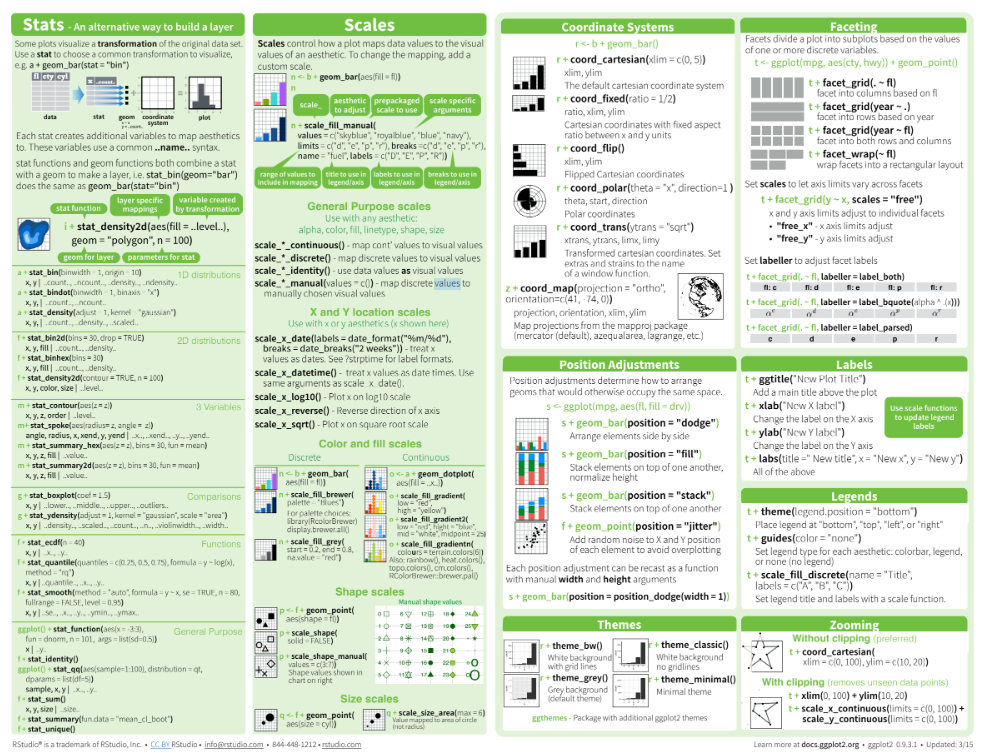 Stats - An alternative way to build a layer
Some plots visualize a transformation of the original data set.
Use a stat to choose a common transformation to visualize,
e.g. a + geom_bar(stat = "bin")
fl cty cyl
x ..count..
data stat geom coordinate system plot
x = x
y = ..count..
Each stat creates additional variables to map aesthetics
to. These variables use a common ..name.. syntax.
stat functions and geom functions both combine a stat
with a geom to make a layer, i.e. stat_bin(geom="bar")
does the same as geom_bar(stat="bin")
stat function
layer specific mappings
variable created by transformation
i + stat_density2d(aes(fill = ..level..),
geom = "polygon", n = 100)
geom for layer
parameters for stat
a + stat_bin(binwidth = 1, origin = 10) 1D distributions
x, y | ..count.., ..ncount.., ..density.., ..ndensity..
a + stat_bindot(binwidth = 1, binaxis = "x")
x, y, | ..count.., ..ncount..
a + stat_density(adjust = 1, kernel = "gaussian")
x, y, | ..count.., ..density.., ..scaled..
f + stat_bin2d(bins = 30, drop = TRUE) 2D distributions
x, y, fill | ..count.., ..density..
f + stat_binhex(bins = 30)
x, y, fill | ..count.., ..density..
f + stat_density2d(contour = TRUE, n = 100)
x, y, color, size | ..level..
m + stat_contour(aes(z = z)) 3 Variables
x, y, z, order | ..level..
m+ stat_spoke(aes(radius= z, angle = z))
angle, radius, x, xend, y, yend | ..x.., ..xend.., ..y.., ..yend..
m + stat_summary_hex(aes(z = z), bins = 30, fun = mean)
x, y, z, fill | ..value..
m + stat_summary2d(aes(z = z), bins = 30, fun = mean)
x, y, z, fill | ..value..
g + stat_boxplot(coef = 1.5) Comparisons
x, y | ..lower.., ..middle.., ..upper.., ..outliers..
g + stat_ydensity(adjust = 1, kernel = "gaussian", scale = "area")
x, y | ..density.., ..scaled.., ..count.., ..n.., ..violinwidth.., ..width..
f + stat_ecdf(n = 40) Functions
x, y | ..x.., ..y..
f + stat_quantile(quantiles = c(0.25, 0.5, 0.75), formula = y ~ log(x),
method = "rq")
x, y | ..quantile.., ..x.., ..y..
f + stat_smooth(method = "auto", formula = y ~ x, se = TRUE, n = 80,
fullrange = FALSE, level = 0.95)
x, y | ..se.., ..x.., ..y.., ..ymin.., ..ymax..
ggplot() + stat_function(aes(x = -3:3), General Purpose
fun = dnorm, n = 101, args = list(sd=0.5))
x | ..y..
f + stat_identity()
ggplot() + stat_qq(aes(sample=1:100), distribution = qt,
dparams = list(df=5))
sample, x, y | ..x.., ..y..
f + stat_sum()
x, y, size | ..size..
f + stat_summary(fun.data = "mean_cl_boot")
f + stat_unique()
Scales
Scales control how a plot maps data to the visual
values of an aesthetic. To change the mapping, add a
custom scale.
n <- b + geom_bar(aes(fill = fl))
n
scale_
aesthetic to adjust
prepackaged scale to use
scale specific arguments
n + scale_fill_manual(
values = c("skyblue", "royalblue", "blue", "navy"),
limits = c("d", "e", "p", "r"), breaks =c("d", "e", "p", "r"),
name = "fuel", labels = c("D", "E", "P", "R"))
range of values to include in mapping
title to use in legend/axis
labels to use in legend/axis
breaks to use in legend/axis
General Purpose scales
Use with any aesthetic:
alpha, color, fill, linetype, shape, size
scale_*_continuous() - map cont' values to visual values
scale_*_discrete() - map discrete values to visual values
scale_*_identity() - use data values as visual values
scale_*_manual(values = c()) - map discrete values to
manually chosen visual values
X and Y location scales
Use with x or y aesthetics (x shown here)
scale_x_date(labels = date_format("%m/%d"),
breaks = date_breaks("2 weeks")) - treat x
values as dates. See ?strptime for label formats.
scale_x_datetime() - treat x values as date times. Use
same arguments as scale_x_date().
scale_x_log10() - Plot x on log10 scale
scale_x_reverse() - Reverse direction of x axis
scale_x_sqrt() - Plot x on square root scale
Color and fill scales
Discrete Continuous
n <- b + geom_bar(
aes(fill = fl))
n + scale_fill_brewer(
palette = "Blues")
For palette choices:
library(RcolorBrewer)
display.brewer.all()
n + scale_fill_grey(
start = 0.2, end = 0.8,
na.value = "red")
o <- a + geom_dotplot(
aes(fill = ..x..))
o + scale_fill_gradient(
low = "red",
high = "yellow")
o + scale_fill_gradient2(
low = "red", hight = "blue",
mid = "white", midpoint = 25)
o + scale_fill_gradientn(
colours = terrain.colors(6))
Also: rainbow(), heat.colors(),
topo.colors(), cm.colors(),
RColorBrewer::brewer.pal()
Shape scales
p <- f + geom_point(
aes(shape = fl))
p + scale_shape(
solid = FALSE)
p + scale_shape_manual(
values = c(3:7))
Shape values shown in
chart on right
Manual shape values
0 6 12 18 24
1 7 13 19 25
2 8 14 20
3 9 15 21
4 10 16 22
5 11 17 23
Size scales
q <- f + geom_point(
aes(size = cyl))
q + scale_size_area(max = 6)
Value mapped to area of circle
(not radius)
Coordinate Systems
r <- b + geom_bar()
r + coord_cartesian(xlim = c(0, 5))
xlim, ylim
The default cartesian coordinate system
r + coord_fixed(ratio = 1/2)
ratio, xlim, ylim
Cartesian coordinates with fixed aspect
ratio between x and y units
r + coord_flip()
xlim, ylim
Flipped Cartesian coordinates
r + coord_polar(theta = "x", direction=1 )
theta, start, direction
Polar coordinates
r + coord_trans(ytrans = "sqrt")
xtrans, ytrans, limx, limy
Transformed cartesian coordinates. Set
extras and strains to the name
of a window function.
z + coord_map(projection = "ortho",
orientation=c(41, -74, 0))
projection, orientation, xlim, ylim
Map projections from the mapproj package
(mercator (default), azequalarea, lagrange, etc.)
Position Adjustments
Position adjustments determine how to arrange
geoms that would otherwise occupy the same space.
s <- ggplot(mpg, aes(fl, fill = drv))
s + geom_bar(position = "dodge")
Arrange elements side by side
s + geom_bar(position = "fill")
Stack elements on top of one another,
normalize height
s + geom_bar(position = "stack")
Stack elements on top of one another
f + geom_point(position = "jitter")
Add random noise to X and Y position
of each element to avoid overplotting
Each position adjustment can be recast as a function
with manual width and height arguments
s + geom_bar(position = position_dodge(width = 1))
Themes
r + theme_bw()
White background
with grid lines
r + theme_grey()
Grey background
(default theme)
r + theme_classic()
White background
no gridlines
r + theme_minimal()
Minimal theme
ggthemes - Package with additional ggplot2 themes
Faceting
Facets divide a plot into subplots based on the values
of one or more discrete variables.
t <- ggplot(mpg, aes(cty, hwy)) + geom_point()
t + facet_grid(. ~ fl)
facet into columns based on fl
t + facet_grid(year ~ .)
facet into rows based on year
t + facet_grid(year ~ fl)
facet into both rows and columns
t + facet_wrap(~ fl)
wrap facets into a rectangular layout
Set scales to let axis limits vary across facets
t + facet_grid(y ~ x, scales = "free")
x and y axis limits adjust to individual facets
• "free_x" - x axis limits adjust
• "free_y" - y axis limits adjust
Set labeller to adjust facet labels
t + facet_grid(. ~ fl, labeller = label_both)
fl: c fl: d fl: e fl: p fl: r
t + facet_grid(. ~ fl, labeller = label_bquote(alpha ^ .(x)))
αᶜ αᵈ αᵉ αᵖ αʳ
t + facet_grid(. ~ fl, labeller = label_parsed)
c d e p r
Labels
t + ggtitle("New Plot Title")
Add a main title above the plot
t + xlab("New X label")
Change the label on the X axis
t + ylab("New Y label")
Change the label on the Y axis
t + labs(title =" New title", x = "New x", y = "New y")
All of the above
Use scale functions to update legend labels
Legends
t + theme(legend.position = "bottom")
Place legend at "bottom", "top", "left", or "right"
t + guides(color = "none")
Set legend type for each aesthetic: colorbar, legend,
or none (no legend)
t + scale_fill_discrete(name = "Title",
labels = c("A", "B", "C"))
Set legend title and labels with a scale function.
Zooming
Without clipping (preferred)
t + coord_cartesian(
xlim = c(0, 100), ylim = c(10, 20))
With clipping (removes unseen data points)
t + xlim(0, 100) + ylim(10, 20)
t + scale_x_continuous(limits = c(0, 100)) +
scale_y_continuous(limits = c(0, 100))
RStudio® is a trademark of RStudio, Inc. • CC BY RStudio • info@rstudio.com • 844-448-1212 • rstudio.com
Learn more at docs.ggplot2.org • ggplot2 0.9.3.1 • Updated: 3/15